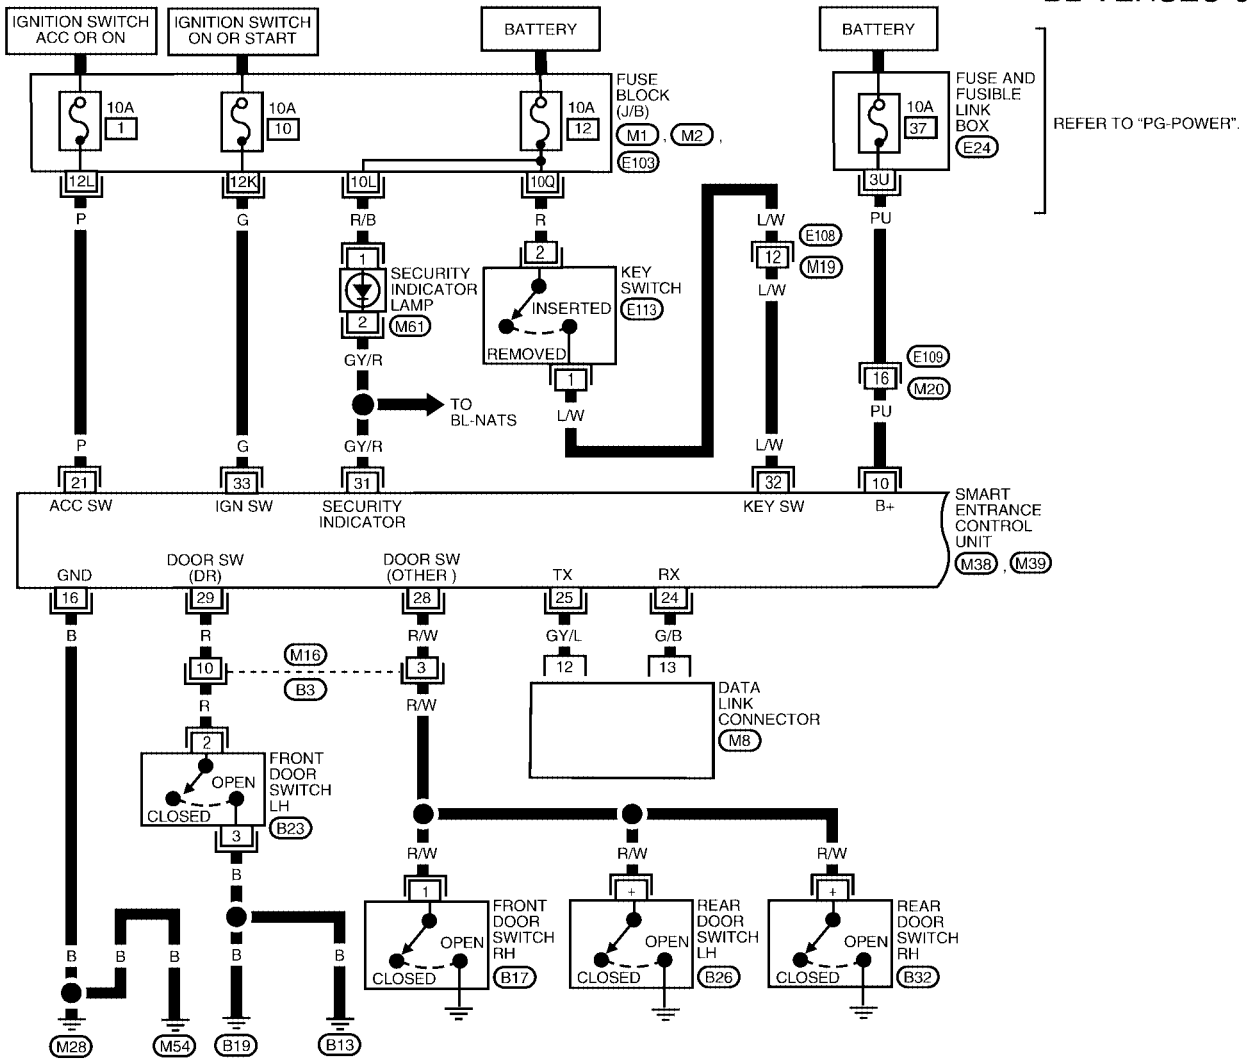 IGNITION SWITCH
ACC OR ON
IGNITION SWITCH
ON OR START
BATTERY
BATTERY
10A
1
10A
10
10A
12
FUSE
BLOCK
(J/B)
M1 , M2 ,
E103
10A
37
FUSE AND
FUSIBLE
LINK
BOX
E24
REFER TO "PG-POWER".
12L
12K
10L
10Q
3U
P
G
R/B
R
L/W
PU
1
2
12
E108
M19
SECURITY
INDICATOR
LAMP
M61
2
INSERTED
REMOVED
KEY
SWITCH
E113
L/W
GY/R
1
16
E109
M20
TO
BL-NATS
L/W
PU
P
G
GY/R
L/W
21
33
31
32
10
ACC SW
IGN SW
SECURITY
INDICATOR
KEY SW
B+
SMART
ENTRANCE
CONTROL
UNIT
M38 , M39
GND
DOOR SW
(DR)
DOOR SW
(OTHER )
TX
RX
16
29
28
25
24
B
R
R/W
GY/L
G/B
10
M16
B3
3
12
13
R
R/W
DATA
LINK
CONNECTOR
M8
2
OPEN
CLOSED
FRONT
DOOR
SWITCH
LH
B23
3
B
R/W
R/W
R/W
1
+
+
OPEN
CLOSED
FRONT
DOOR
SWITCH
RH
B17
OPEN
CLOSED
REAR
DOOR
SWITCH
LH
B26
OPEN
CLOSED
REAR
DOOR
SWITCH
RH
B32
B
B
B
B
B
M28
M54
B19
B13